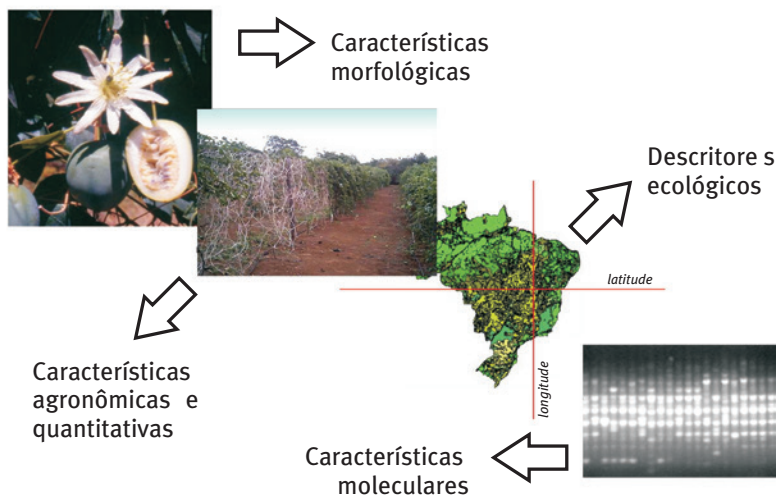 Características
morfológicas
Descritore s
ecológicos
latitude
longitude
Características
agronômicas e
quantitativas
Características
moleculares